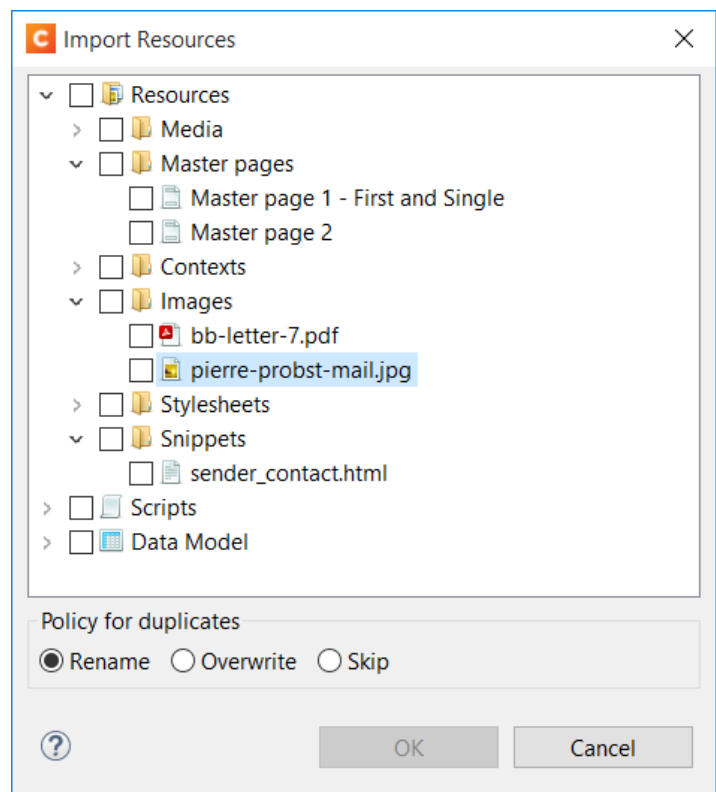 C Import Resources
Resources
Media
Master pages
Master page 1 - First and Single
Master page 2
Contexts
Images
bb-letter-7.pdf
pierre-probst-mail.jpg
Stylesheets
Snippets
sender_contact.html
Scripts
Data Model
Policy for duplicates
Rename Overwrite Skip
? OK Cancel